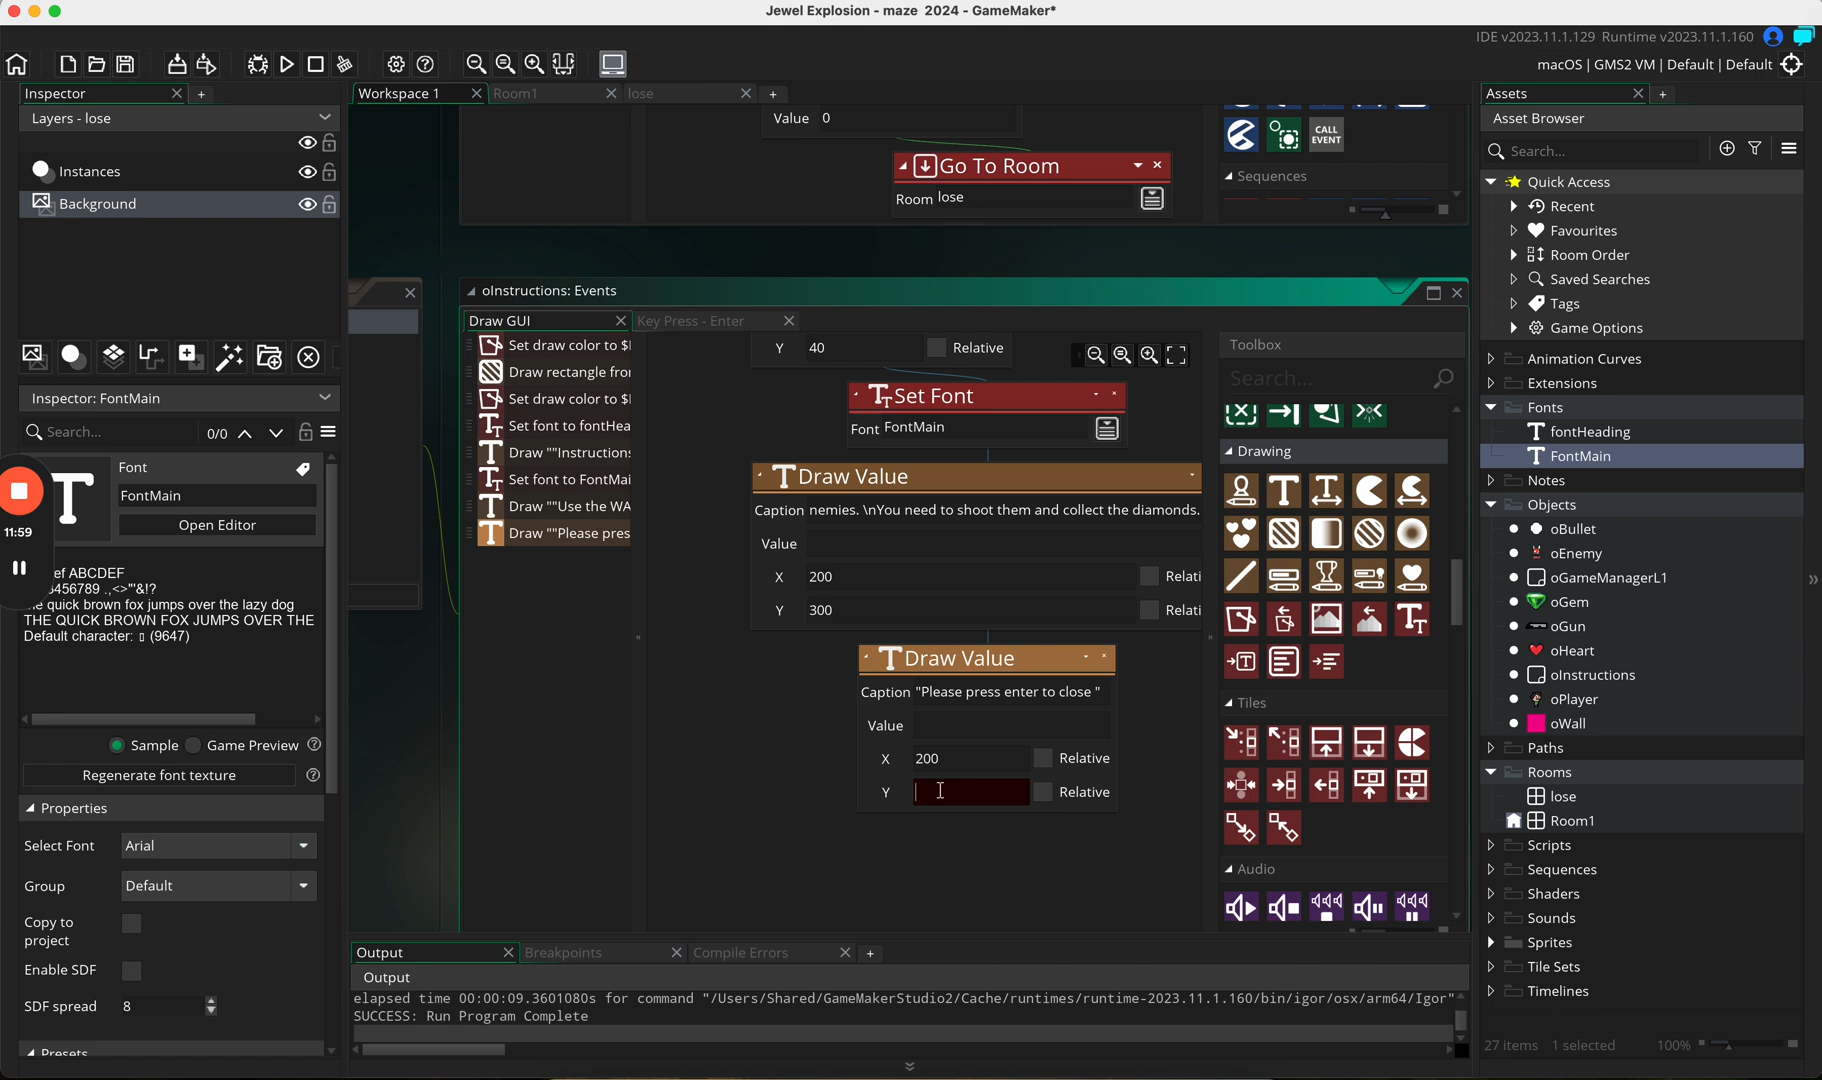 Jewel Explosion - maze 2024 - GameMaker*
IDE v2023.11.1.129 Runtime v2023.11.1.160
macOS | GMS2 VM | Default | Default
Inspector
Layers - lose
Instances
Background
Inspector: FontMain
Search...
0/0
Font
FontMain
Open Editor
ef ABCDEF
456789 .,<>"'&!?
quick brown fox jumps over the lazy dog
THE QUICK BROWN FOX JUMPS OVER THE
Default character: ▯ (9647)
11:59
Sample
Game Preview
Regenerate font texture
Properties
Select Font
Arial
Group
Default
Copy to
project
Enable SDF
SDF spread
8
Presets
Workspace 1
Room1
lose
Value 0
Go To Room
Room lose
CALL
EVENT
Sequences
oInstructions: Events
Draw GUI
Key Press - Enter
Set draw color to $
Draw rectangle fro
Set draw color to $
Set font to fontHea
Draw ""Instructions
Set font to FontMai
Draw ""Use the WA
Draw ""Please pres
Y 40 Relative
Set Font
Font FontMain
Draw Value
Caption nemies. \nYou need to shoot them and collect the diamonds.
Value
X 200 Relati
Y 300 Relati
Draw Value
Caption "Please press enter to close "
Value
X 200 Relative
Y Relative
Toolbox
Search...
Drawing
Tiles
Audio
Output
Breakpoints
Compile Errors
Output
elapsed time 00:00:09.3601080s for command "/Users/Shared/GameMakerStudio2/Cache/runtimes/runtime-2023.11.1.160/bin/igor/osx/arm64/Igor"
SUCCESS: Run Program Complete
Assets
Asset Browser
Search...
Quick Access
Recent
Favourites
Room Order
Saved Searches
Tags
Game Options
Animation Curves
Extensions
Fonts
fontHeading
FontMain
Notes
Objects
oBullet
oEnemy
oGameManagerL1
oGem
oGun
oHeart
oInstructions
oPlayer
oWall
Paths
Rooms
lose
Room1
Scripts
Sequences
Shaders
Sounds
Sprites
Tile Sets
Timelines
27 items 1 selected 100%